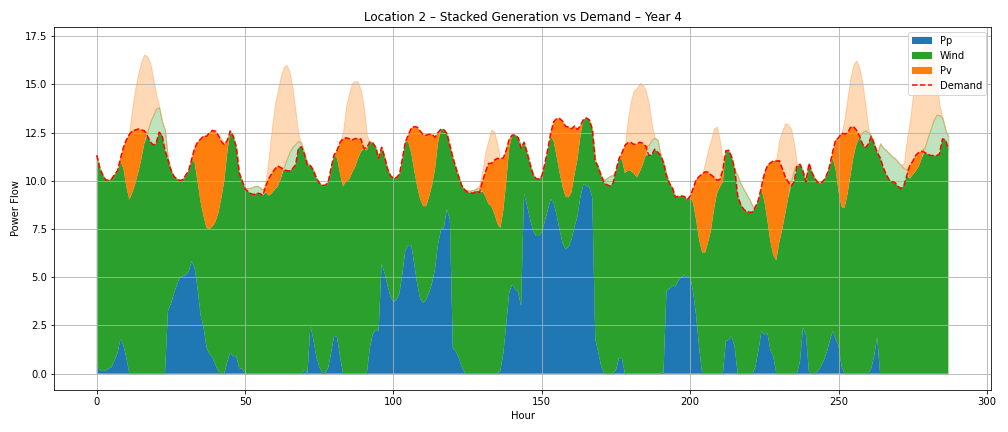 Location 2 – Stacked Generation vs Demand – Year 4
Power Flow
17.5
15.0
12.5
10.0
7.5
5.0
2.5
0.0
0
50
100
150
200
250
300
Hour
Pp
Wind
Pv
Demand